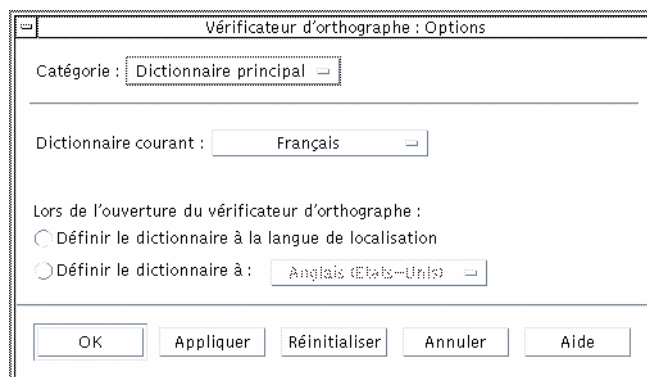 Vérificateur d'orthographe : Options
Catégorie : Dictionnaire principal
Dictionnaire courant : Français
Lors de l'ouverture du vérificateur d'orthographe :
Définir le dictionnaire à la langue de localisation
Définir le dictionnaire à : Anglais (Etats-Unis)
OK Appliquer Réinitialiser Annuler Aide